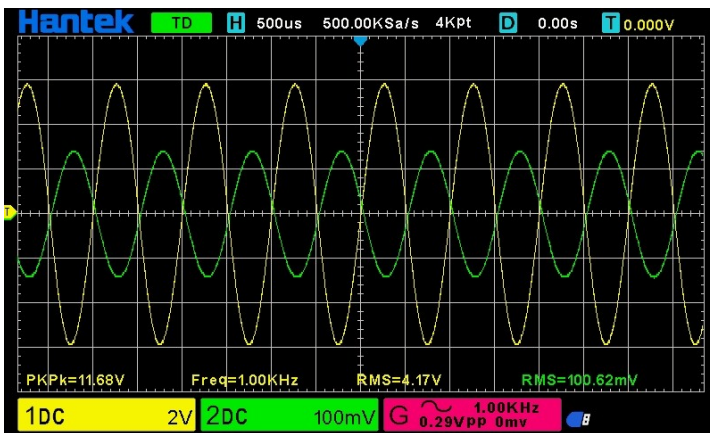 Hantek TD H 500us 500.00KSa/s 4Kpt D 0.00s T 0.000V
T
PKPk=11.68V Freq=1.00KHz RMS=4.17V RMS=100.62mV
1DC 2V 2DC 100mV G 1.00KHz
0.29Vpp 0mv